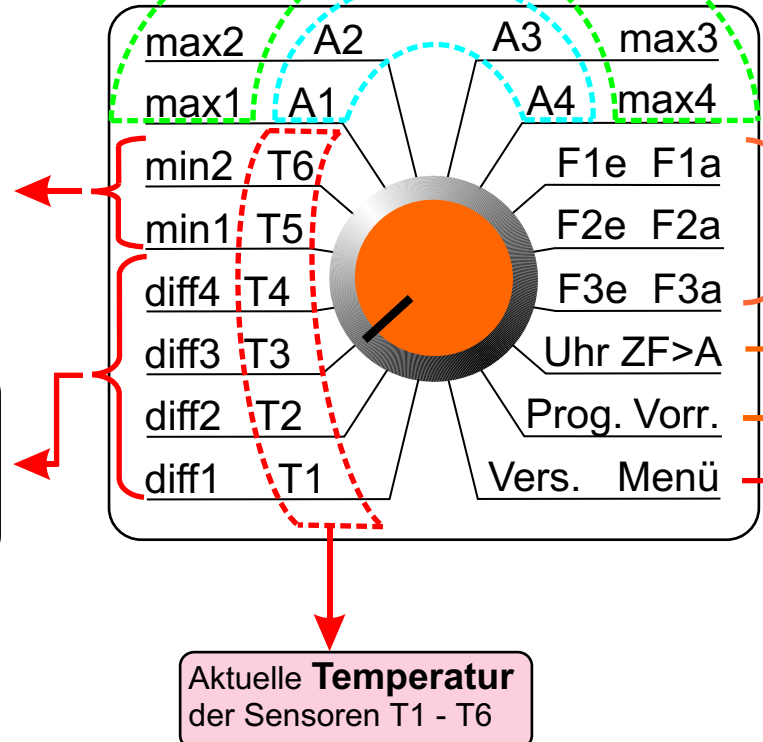 max2 A2 A3 max3
max1 A1 A4 max4
min2 T6 F1e F1a
min1 T5 F2e F2a
diff4 T4 F3e F3a
diff3 T3 Uhr ZF>A
diff2 T2 Prog. Vorr.
diff1 T1 Vers. Menü
Aktuelle Temperatur
der Sensoren T1 - T6